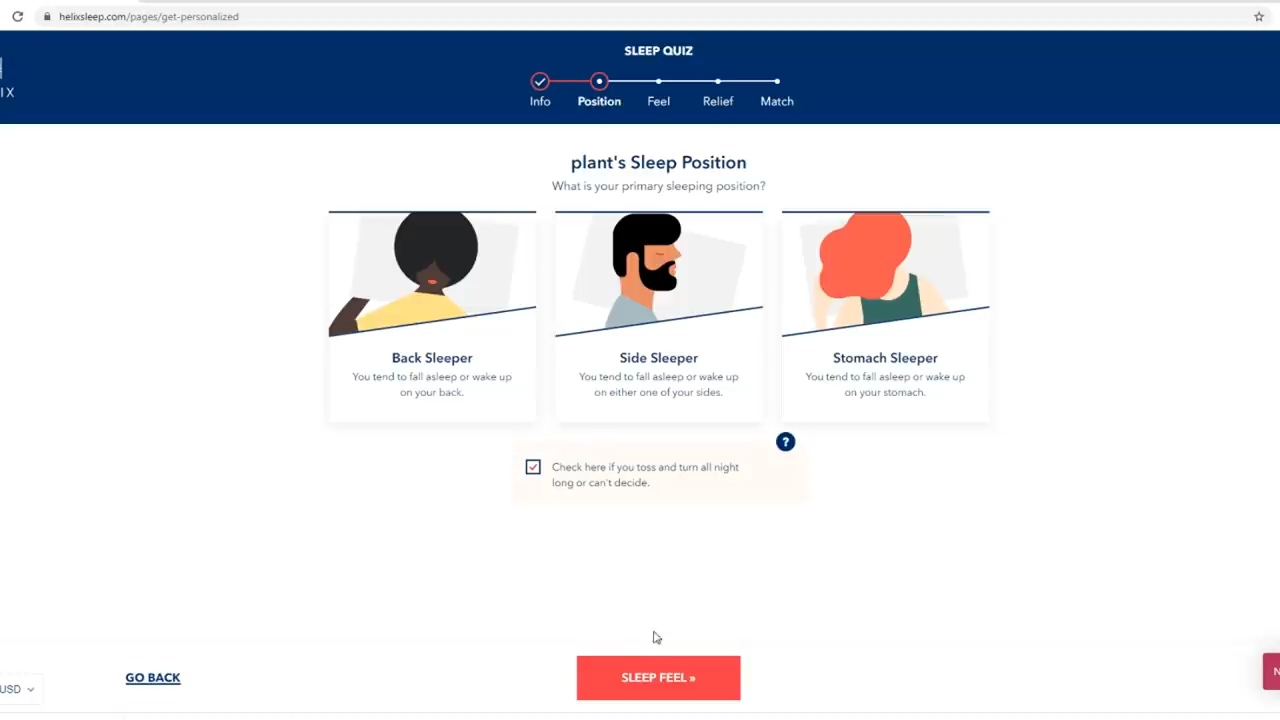 helixsleep.com/pages/get-personalized
SLEEP QUIZ
IX
Info
Position
Feel
Relief
Match
plant's Sleep Position
What is your primary sleeping position?
Back Sleeper
You tend to fall asleep or wake up
on your back.
Side Sleeper
You tend to fall asleep or wake up
on either one of your sides.
Stomach Sleeper
You tend to fall asleep or wake up
on your stomach.
?
Check here if you toss and turn all night
long or can't decide.
USD
GO BACK
SLEEP FEEL »
N